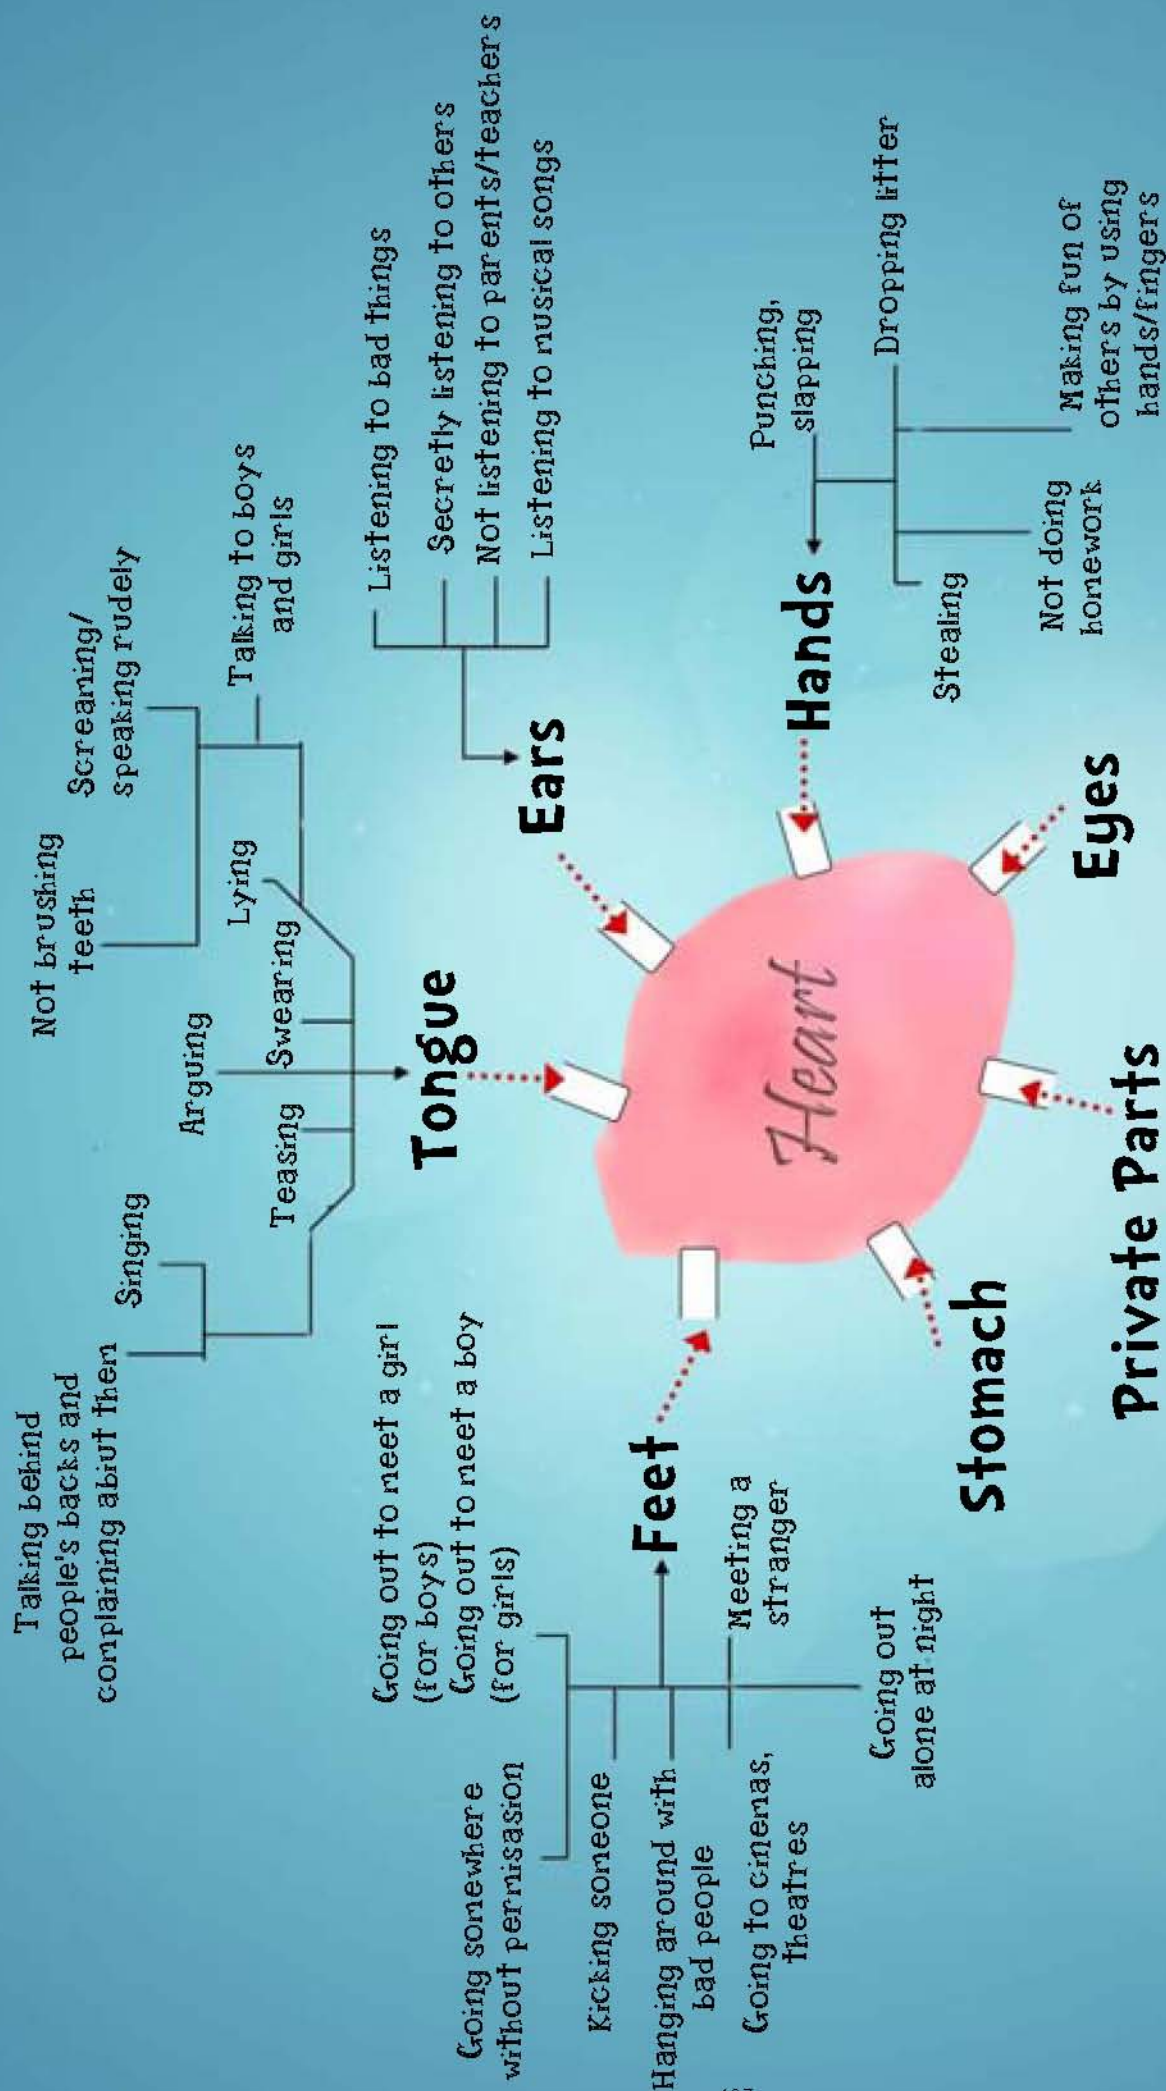 Talking behind
people's backs and
complaining abiut them
Singing
Not brushing
teeth
Screaming/
speaking rudely
Arguing
Teasing
Swearing
Lying
Talking to boys
and girls
Tongue
Going out to meet a girl
(for boys)
Going out to meet a boy
(for girls)
Going somewhere
without permisasion
Kicking someone
Hanging around with
bad people
Going to cinemas,
theatres
Meeting a
stranger
Going out
alone at night
Feet
Listening to bad things
Secretly listening to others
Not listening to parents/teachers
Listening to musical songs
Ears
Heart
Punching,
slapping
Hands
Dropping litter
Stealing
Not doing
homework
Making fun of
others by using
hands/fingers
Stomach
Private Parts
Eyes